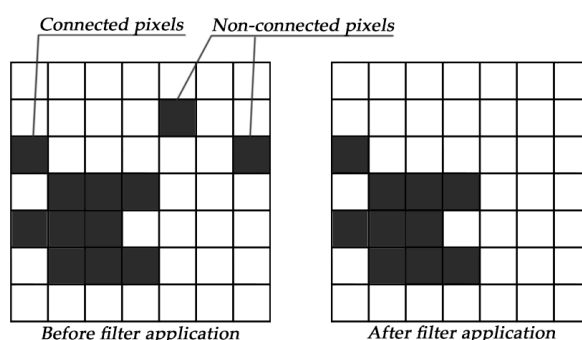 Connected pixels
Non-connected pixels
Before filter application
After filter application